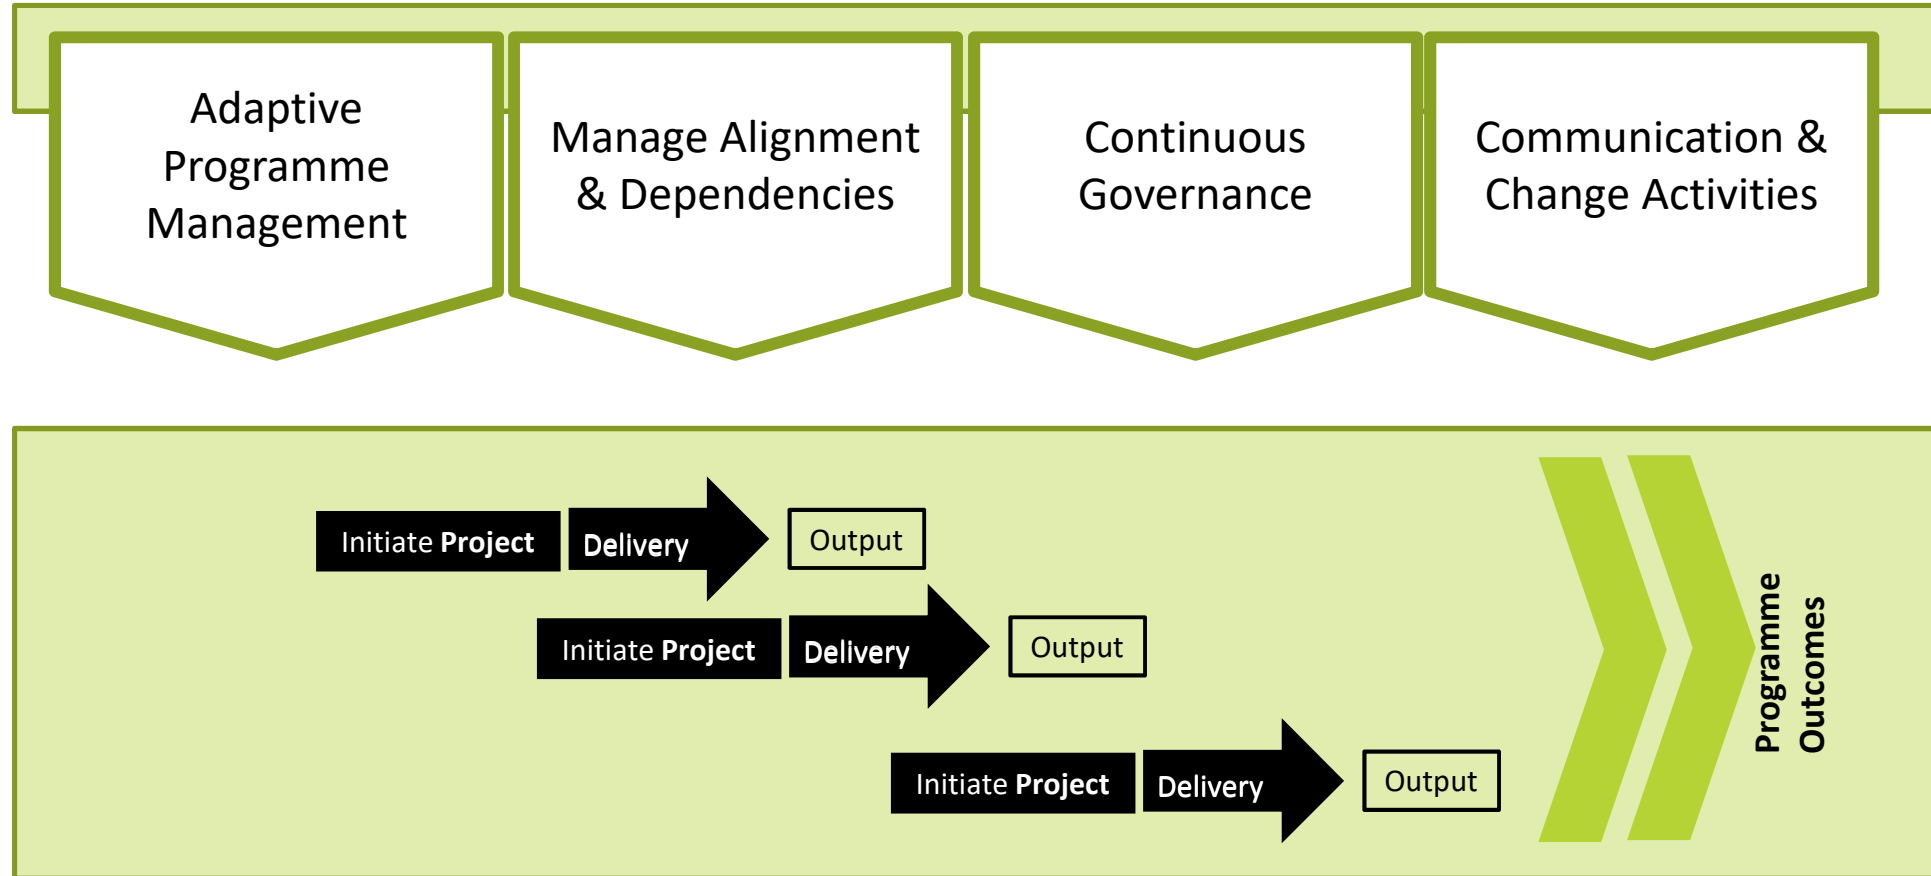 Adaptive
Programme
Management
Manage Alignment
& Dependencies
Continuous
Governance
Communication &
Change Activities
Initiate Project
Delivery
Output
Initiate Project
Delivery
Output
Initiate Project
Delivery
Output
Programme
Outcomes